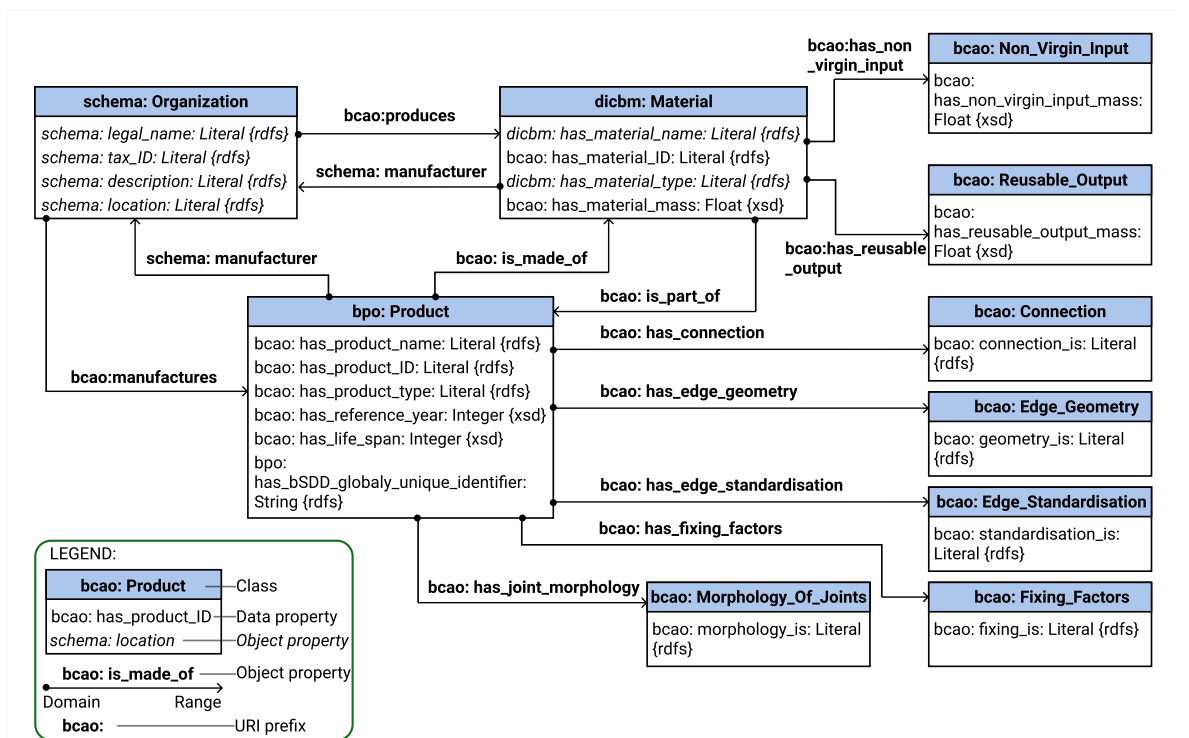 bcao:has_non
_virgin_input
bcao: Non_Virgin_Input
bcao:
has_non_virgin_input_mass:
Float {xsd}
schema: Organization
schema: legal_name: Literal {rdfs}
schema: tax_ID: Literal {rdfs}
schema: description: Literal {rdfs}
schema: location: Literal {rdfs}
bcao:produces
schema: manufacturer
dicbm: Material
dicbm: has_material_name: Literal {rdfs}
bcao: has_material_ID: Literal {rdfs}
dicbm: has_material_type: Literal {rdfs}
bcao: has_material_mass: Float {xsd}
bcao: Reusable_Output
bcao:
has_reusable_output_mass:
Float {xsd}
bcao:has_reusable
_output
schema: manufacturer
bcao: is_made_of
bcao: is_part_of
bcao:manufactures
bpo: Product
bcao: has_product_name: Literal {rdfs}
bcao: has_product_ID: Literal {rdfs}
bcao: has_product_type: Literal {rdfs}
bcao: has_reference_year: Integer {xsd}
bcao: has_life_span: Integer {xsd}
bpo:
has_bSDD_globaly_unique_identifier:
String {rdfs}
bcao: has_connection
bcao: Connection
bcao: connection_is: Literal
{rdfs}
bcao: has_edge_geometry
bcao: Edge_Geometry
bcao: geometry_is: Literal
{rdfs}
bcao: has_edge_standardisation
bcao: Edge_Standardisation
bcao: standardisation_is:
Literal {rdfs}
bcao: has_fixing_factors
bcao: Fixing_Factors
bcao: fixing_is: Literal {rdfs}
bcao: has_joint_morphology
bcao: Morphology_Of_Joints
bcao: morphology_is: Literal
{rdfs}
LEGEND:
bcao: Product
Class
bcao: has_product_ID
Data property
schema: location
Object property
bcao: is_made_of
Object property
Domain
Range
bcao:
URI prefix